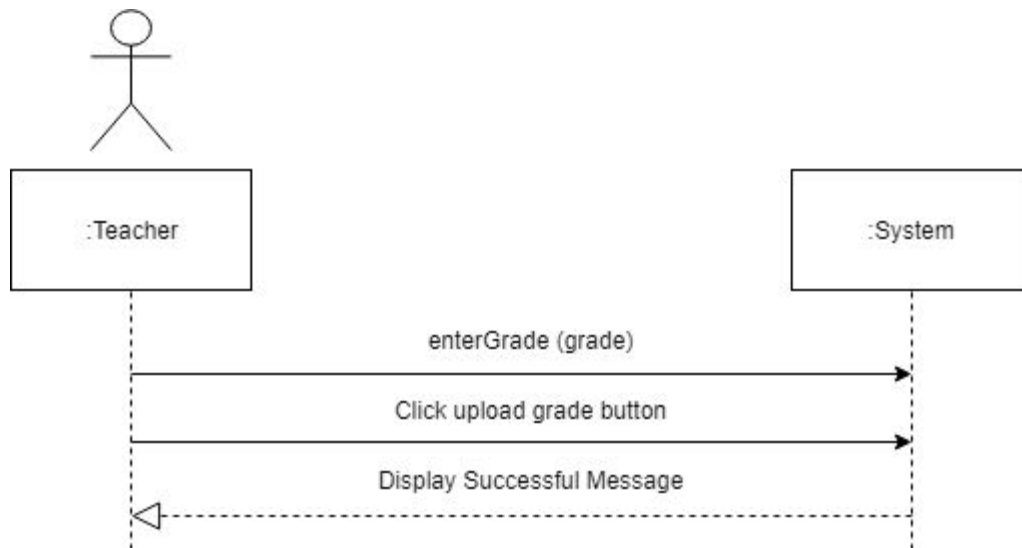 :Teacher
:System
enterGrade (grade)
Click upload grade button
Display Successful Message